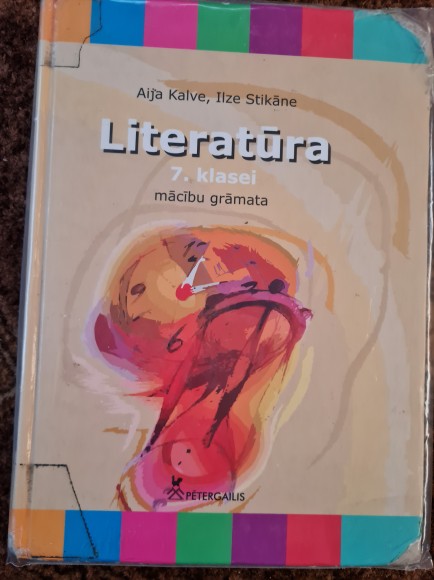 Aija Kalve, Ilze Stikāne
Literatūra
7. klasei
mācību grāmata
PĒTERGAILIS